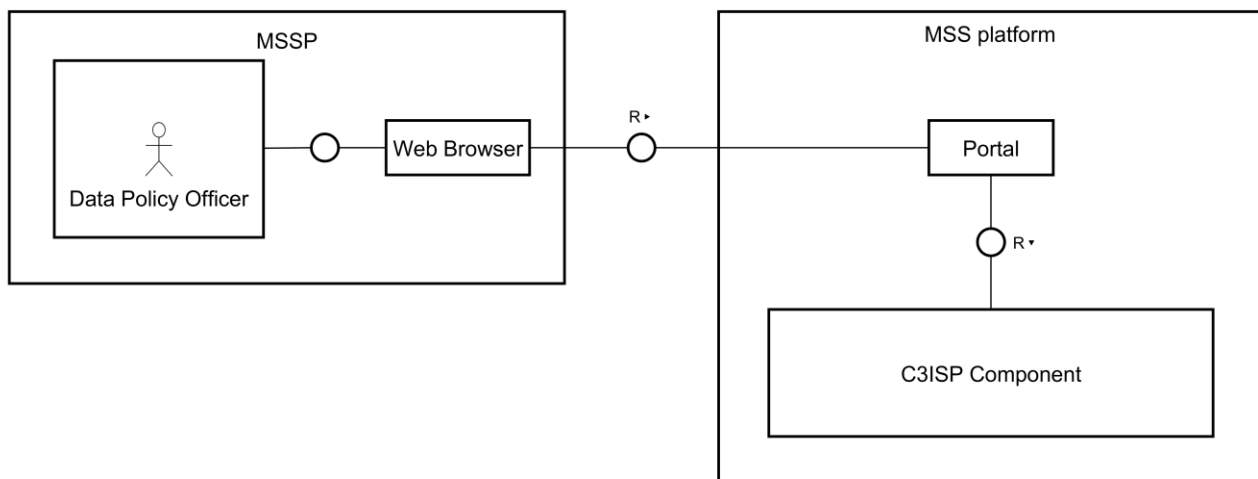 MSSP
MSS platform
R ▸
Web Browser
Portal
Data Policy Officer
R ▾
C3ISP Component